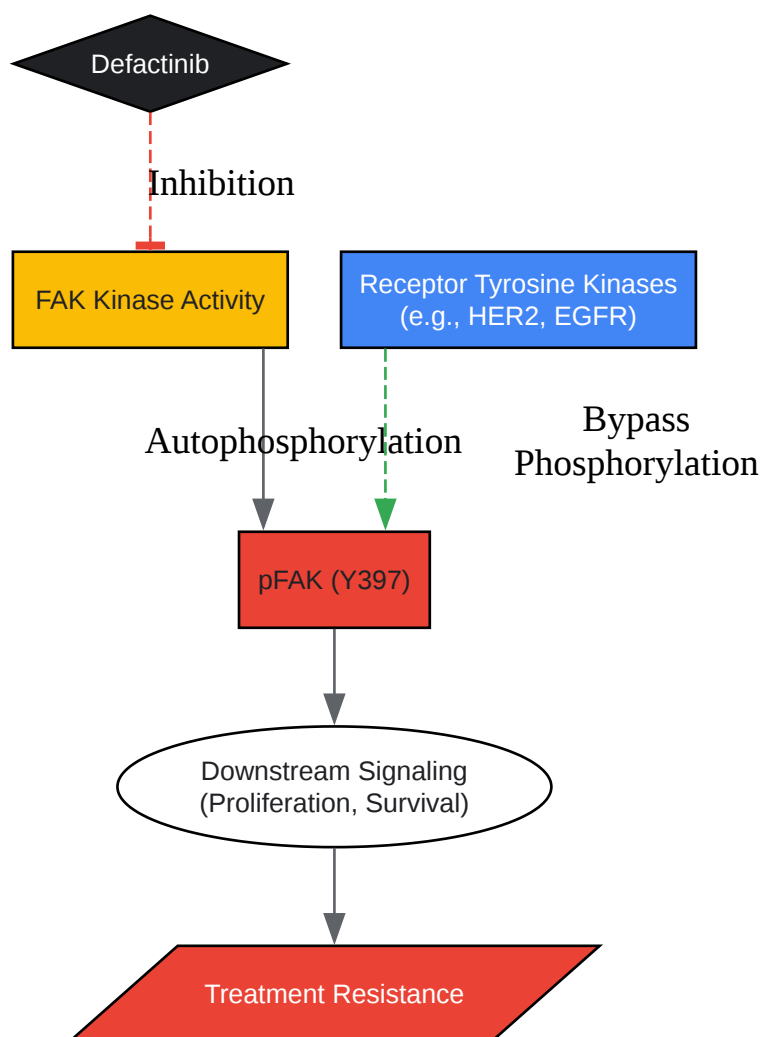 Defactinib
Inhibition
FAK Kinase Activity
Receptor Tyrosine Kinases
(e.g., HER2, EGFR)
Autophosphorylation
Bypass
Phosphorylation
pFAK (Y397)
Downstream Signaling
(Proliferation, Survival)
Treatment Resistance